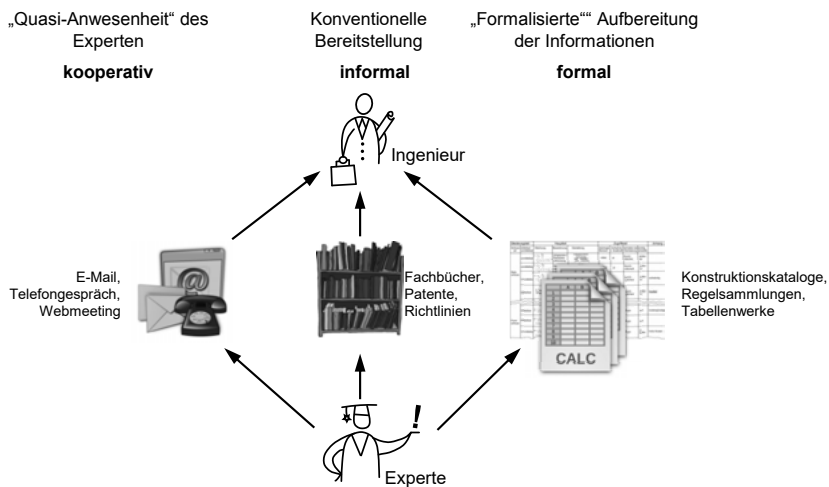 „Quasi-Anwesenheit“ des
Experten
kooperativ
Konventionelle
Bereitstellung
informal
„Formalisierte““ Aufbereitung
der Informationen
formal
Ingenieur
E-Mail,
Telefongespräch,
Webmeeting
@
Fachbücher,
Patente,
Richtlinien
CALC
Konstruktionskataloge,
Regelsammlungen,
Tabellenwerke
!
Experte